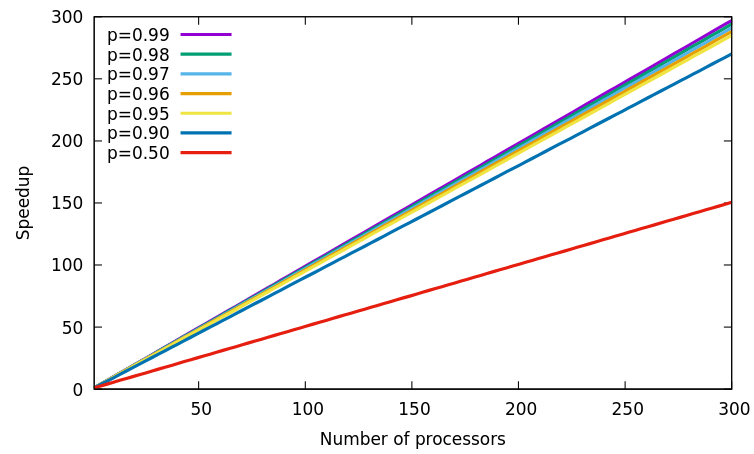 300
250
200
150
100
50
0
p=0.99
p=0.98
p=0.97
p=0.96
p=0.95
p=0.90
p=0.50
Speedup
50 100 150 200 250 300
Number of processors